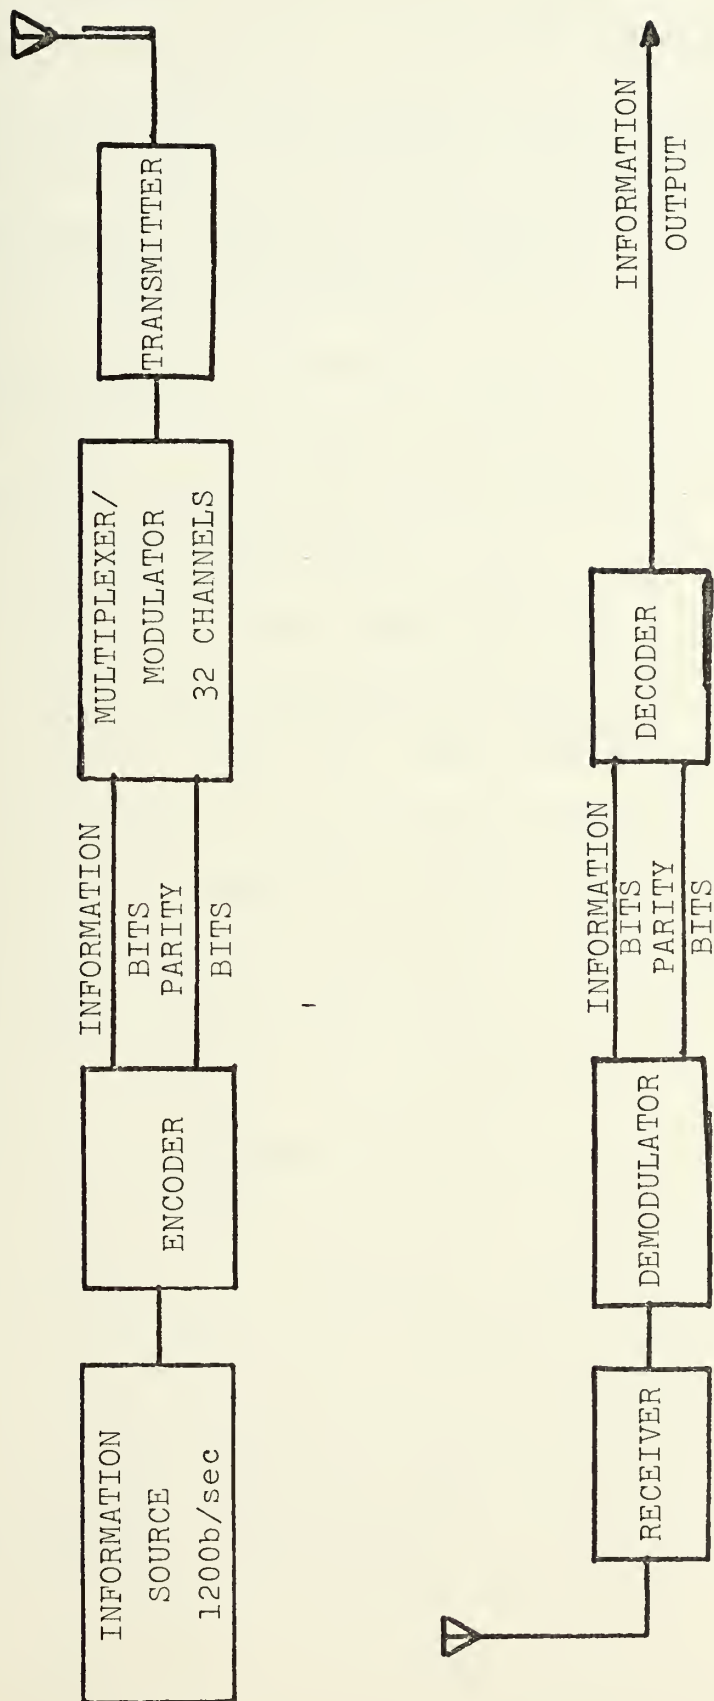 INFORMATION
SOURCE
1200b/sec
ENCODER
INFORMATION
BITS
PARITY
BITS
MULTIPLEXER/
MODULATOR
32 CHANNELS
TRANSMITTER
RECEIVER
DEMODULATOR
INFORMATION
BITS
PARITY
BITS
DECODER
INFORMATION
OUTPUT